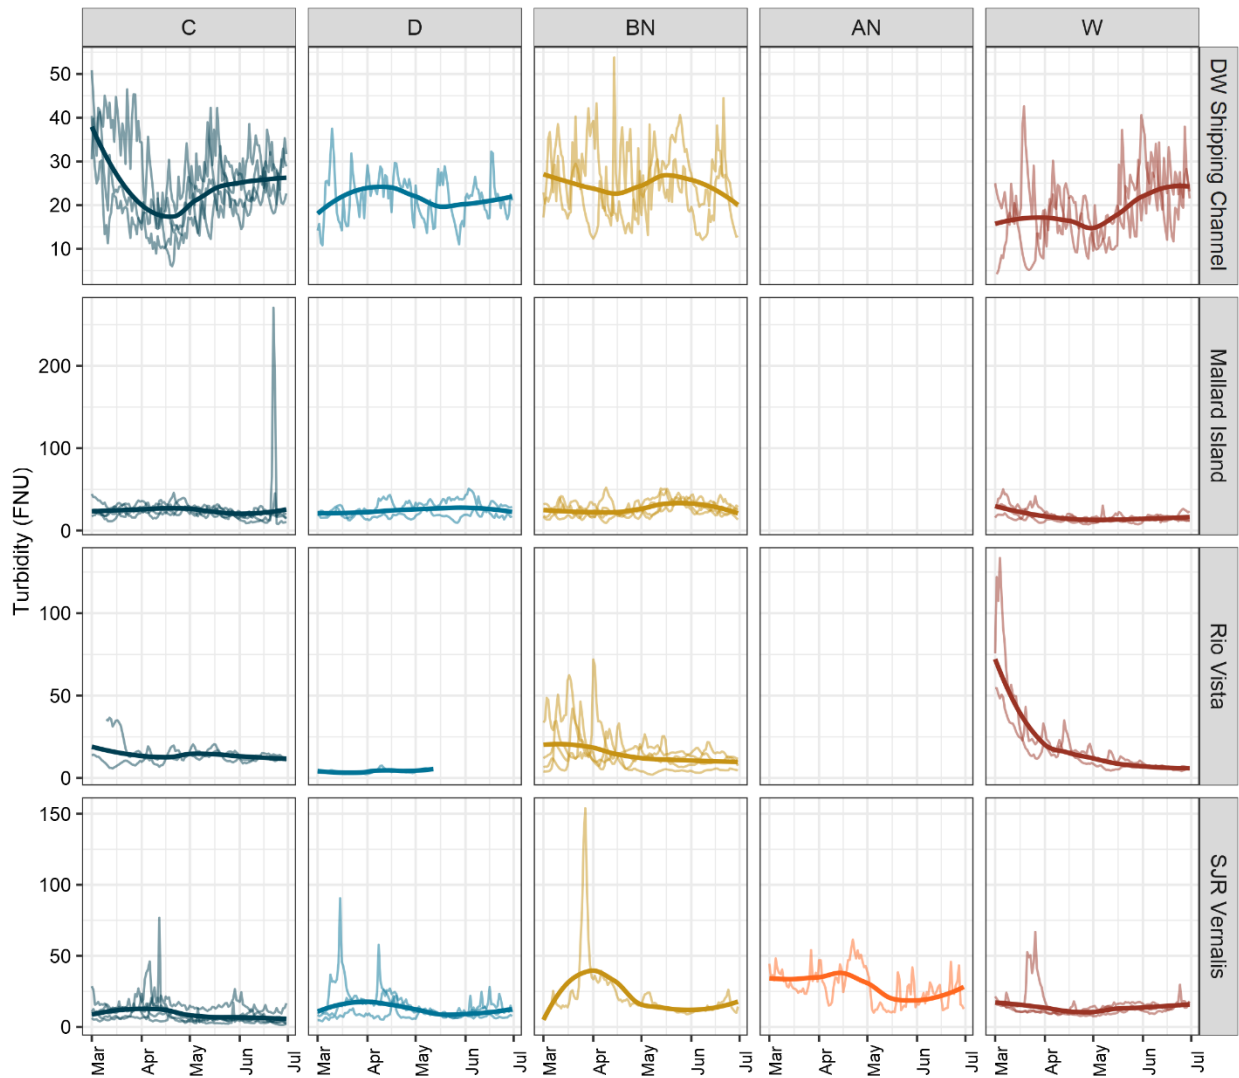 C D BN AN W
50
40
30
20
10
DW Shipping Channel
200
100
0
Mallard Island
Turbidity (FNU)
100
50
0
Rio Vista
150
100
50
0
SJR Vernalis
Mar Apr May Jun Jul Mar Apr May Jun Jul Mar Apr May Jun Jul Mar Apr May Jun Jul Mar Apr May Jun Jul